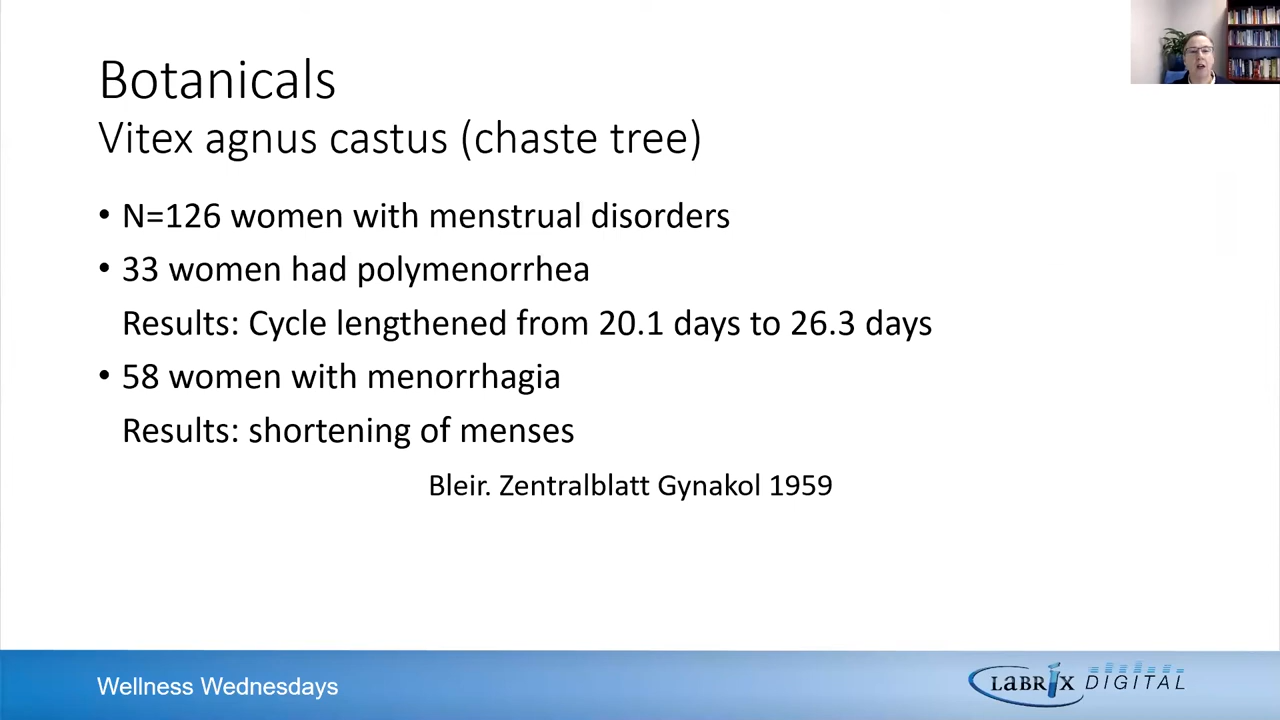 Botanicals
Vitex agnus castus (chaste tree)
• N=126 women with menstrual disorders
• 33 women had polymenorrhea
Results: Cycle lengthened from 20.1 days to 26.3 days
• 58 women with menorrhagia
Results: shortening of menses
Bleir. Zentralblatt Gynakol 1959
Wellness Wednesdays
LABRIX DIGITAL